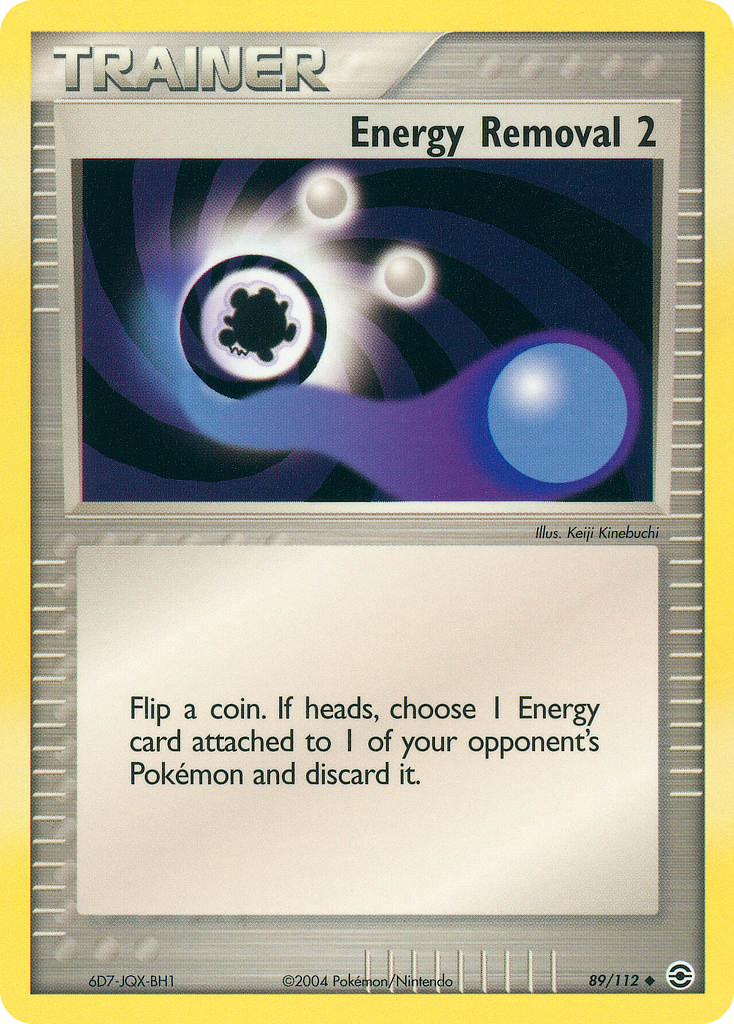 TRAINER
Energy Removal 2
Illus. Keiji Kinebuchi
Flip a coin. If heads, choose 1 Energy
card attached to 1 of your opponent's
Pokémon and discard it.
6D7-JQX-BH1
©2004 Pokémon/Nintendo
89/112 ◆